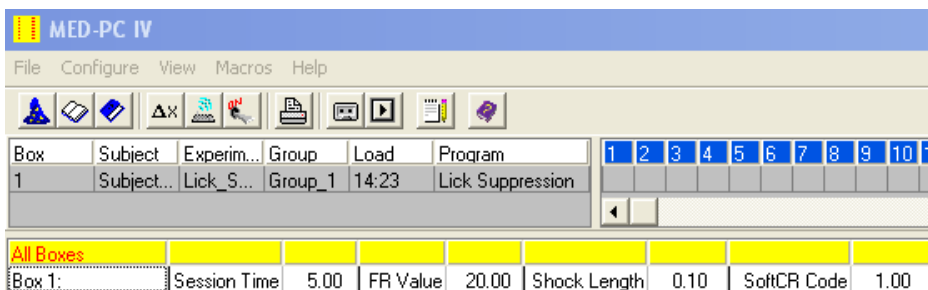 MED-PC IV
File Configure View Macros Help
Δx ON
Box Subject Experim... Group Load Program 1 2 3 4 5 6 7 8 9 10
1 Subject... Lick_S... Group_1 14:23 Lick Suppression
All Boxes
Box 1: Session Time 5.00 FR Value 20.00 Shock Length 0.10 SoftCR Code 1.00